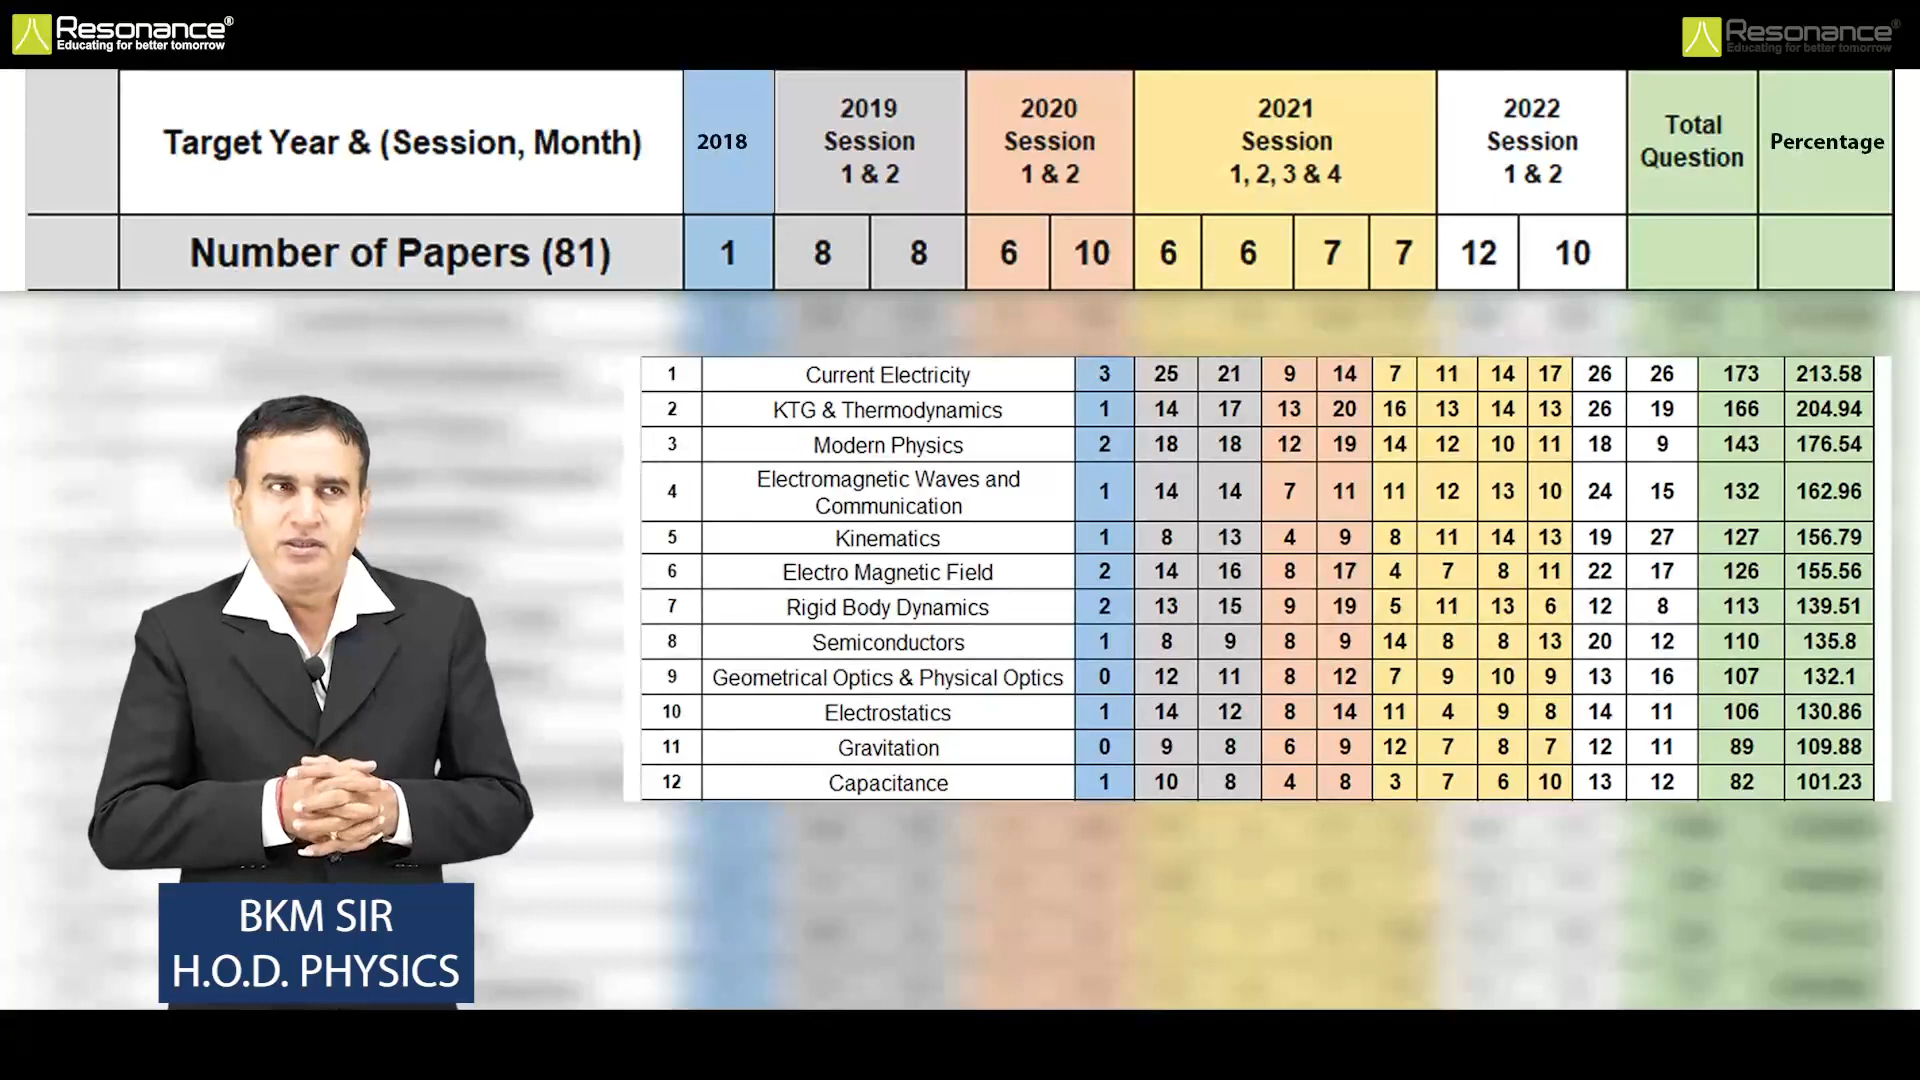 Resonance®
Educating for better tomorrow
Resonance®
Educating for better tomorrow
Target Year & (Session, Month) 2018 2019 Session 1 & 2 2020 Session 1 & 2 2021 Session 1, 2, 3 & 4 2022 Session 1 & 2 Total Question Percentage
Number of Papers (81) 1 8 8 6 10 6 6 7 7 12 10
1 Current Electricity 3 25 21 9 14 7 11 14 17 26 26 173 213.58
2 KTG & Thermodynamics 1 14 17 13 20 16 13 14 13 26 19 166 204.94
3 Modern Physics 2 18 18 12 19 14 12 10 11 18 9 143 176.54
4 Electromagnetic Waves and Communication 1 14 14 7 11 11 12 13 10 24 15 132 162.96
5 Kinematics 1 8 13 4 9 8 11 14 13 19 27 127 156.79
6 Electro Magnetic Field 2 14 16 8 17 4 7 8 11 22 17 126 155.56
7 Rigid Body Dynamics 2 13 15 9 19 5 11 13 6 12 8 113 139.51
8 Semiconductors 1 8 9 8 9 14 8 8 13 20 12 110 135.8
9 Geometrical Optics & Physical Optics 0 12 11 8 12 7 9 10 9 13 16 107 132.1
10 Electrostatics 1 14 12 8 14 11 4 9 8 14 11 106 130.86
11 Gravitation 0 9 8 6 9 12 7 8 7 12 11 89 109.88
12 Capacitance 1 10 8 4 8 3 7 6 10 13 12 82 101.23
BKM SIR
H.O.D. PHYSICS